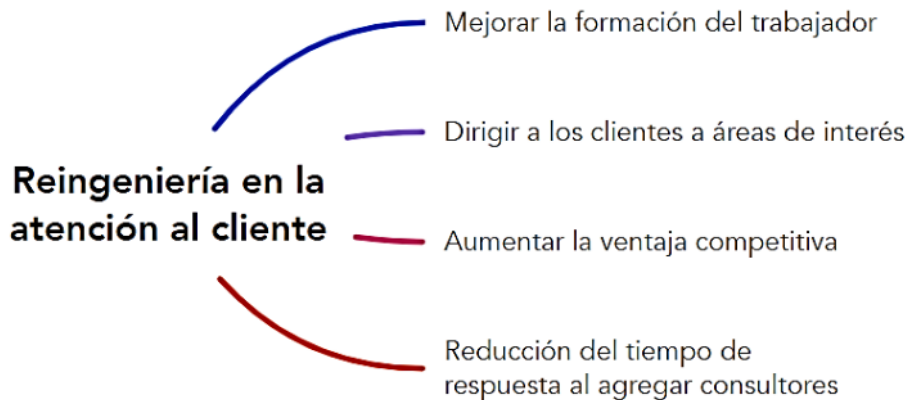 Mejorar la formación del trabajador
Dirigir a los clientes a áreas de interés
Reingeniería en la
atención al cliente
Aumentar la ventaja competitiva
Reducción del tiempo de
respuesta al agregar consultores